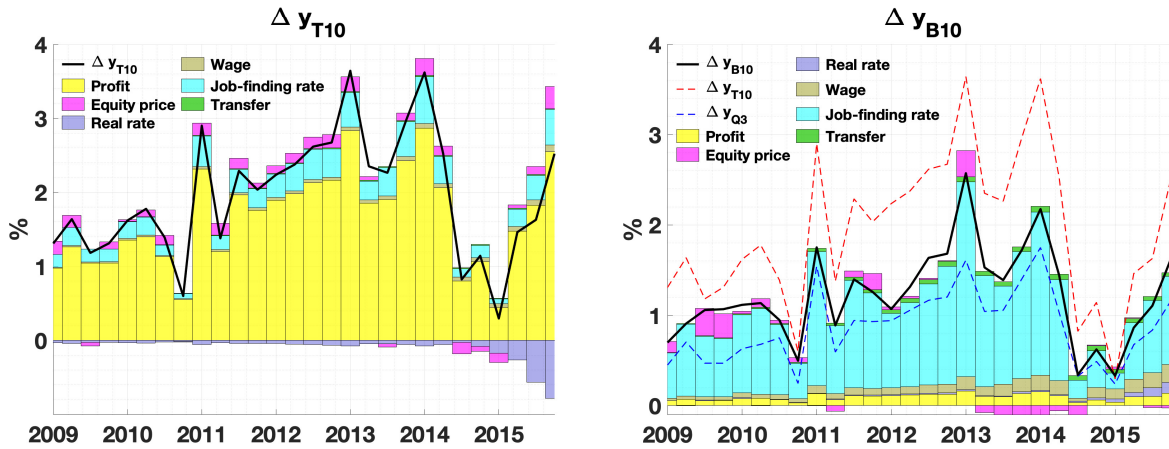 Δ y_T10
4
3
2
1
0
%
Δ y_T10
Profit
Equity price
Real rate
Wage
Job-finding rate
Transfer
2009 2010 2011 2012 2013 2014 2015
Δ y_B10
4
3
2
1
0
%
Δ y_B10
Δ y_T10
Δ y_Q3
Profit
Equity price
Real rate
Wage
Job-finding rate
Transfer
2009 2010 2011 2012 2013 2014 2015